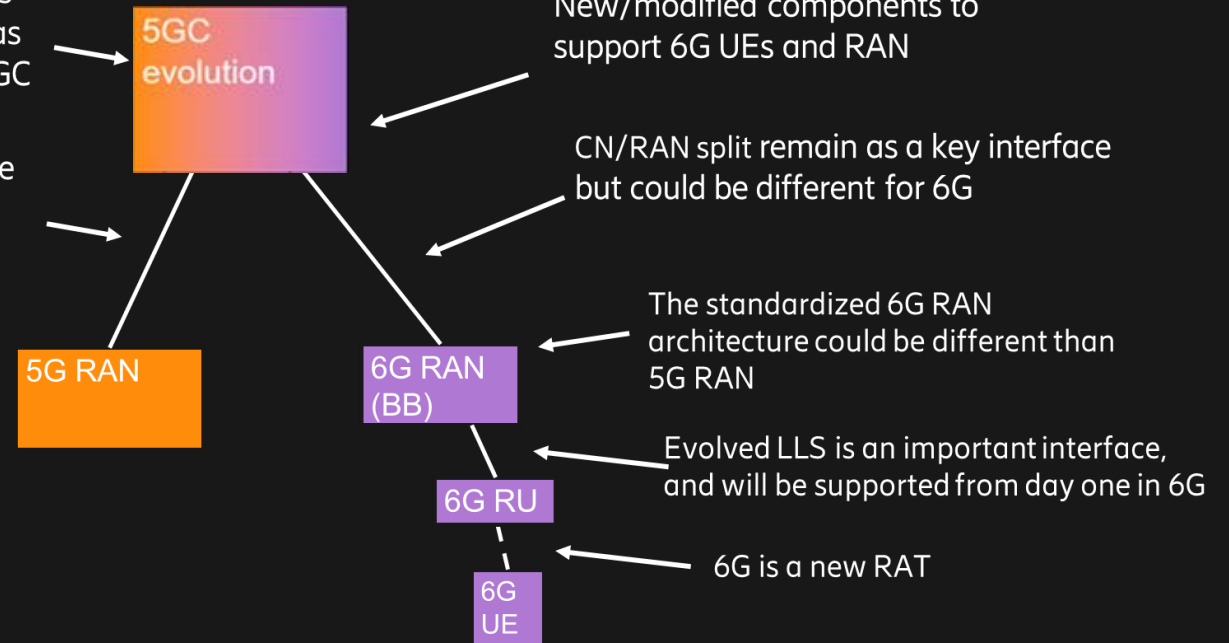 as
GC
e
5GC
evolution
New/modified components to
support 6G UEs and RAN
CN/RAN split remain as a key interface
but could be different for 6G
5G RAN
6G RAN
(BB)
The standardized 6G RAN
architecture could be different than
5G RAN
Evolved LLS is an important interface,
and will be supported from day one in 6G
6G RU
6G is a new RAT
6G
UE